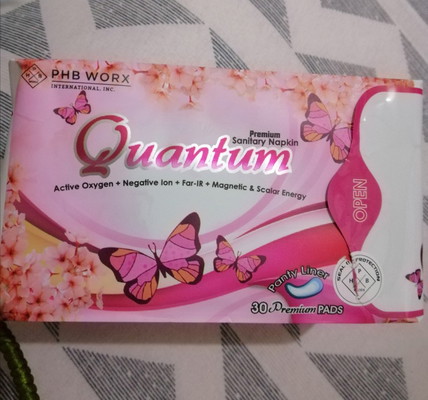 PHB WORX
INTERNATIONAL, INC.
Premium
Sanitary Napkin
Quantum
Active Oxygen + Negative Ion + Far-IR + Magnetic & Scalar Energy
OPEN
Panty Liner
30 Premium PADS